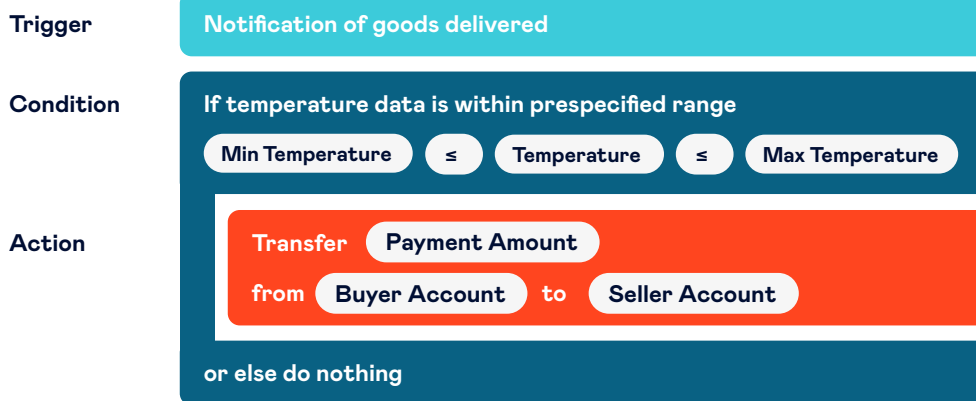 Trigger
Notification of goods delivered
Condition
If temperature data is within prespecified range
Min Temperature ≤ Temperature ≤ Max Temperature
Action
Transfer Payment Amount
from Buyer Account to Seller Account
or else do nothing